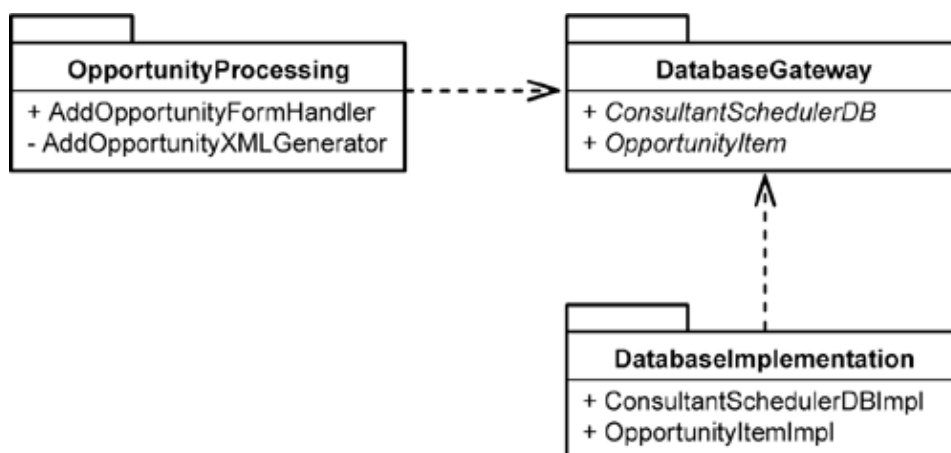 OpportunityProcessing
+ AddOpportunityFormHandler
- AddOpportunityXMLGenerator
DatabaseGateway
+ ConsultantSchedulerDB
+ OpportunityItem
DatabaseImplementation
+ ConsultantSchedulerDBImpl
+ OpportunityItemImpl